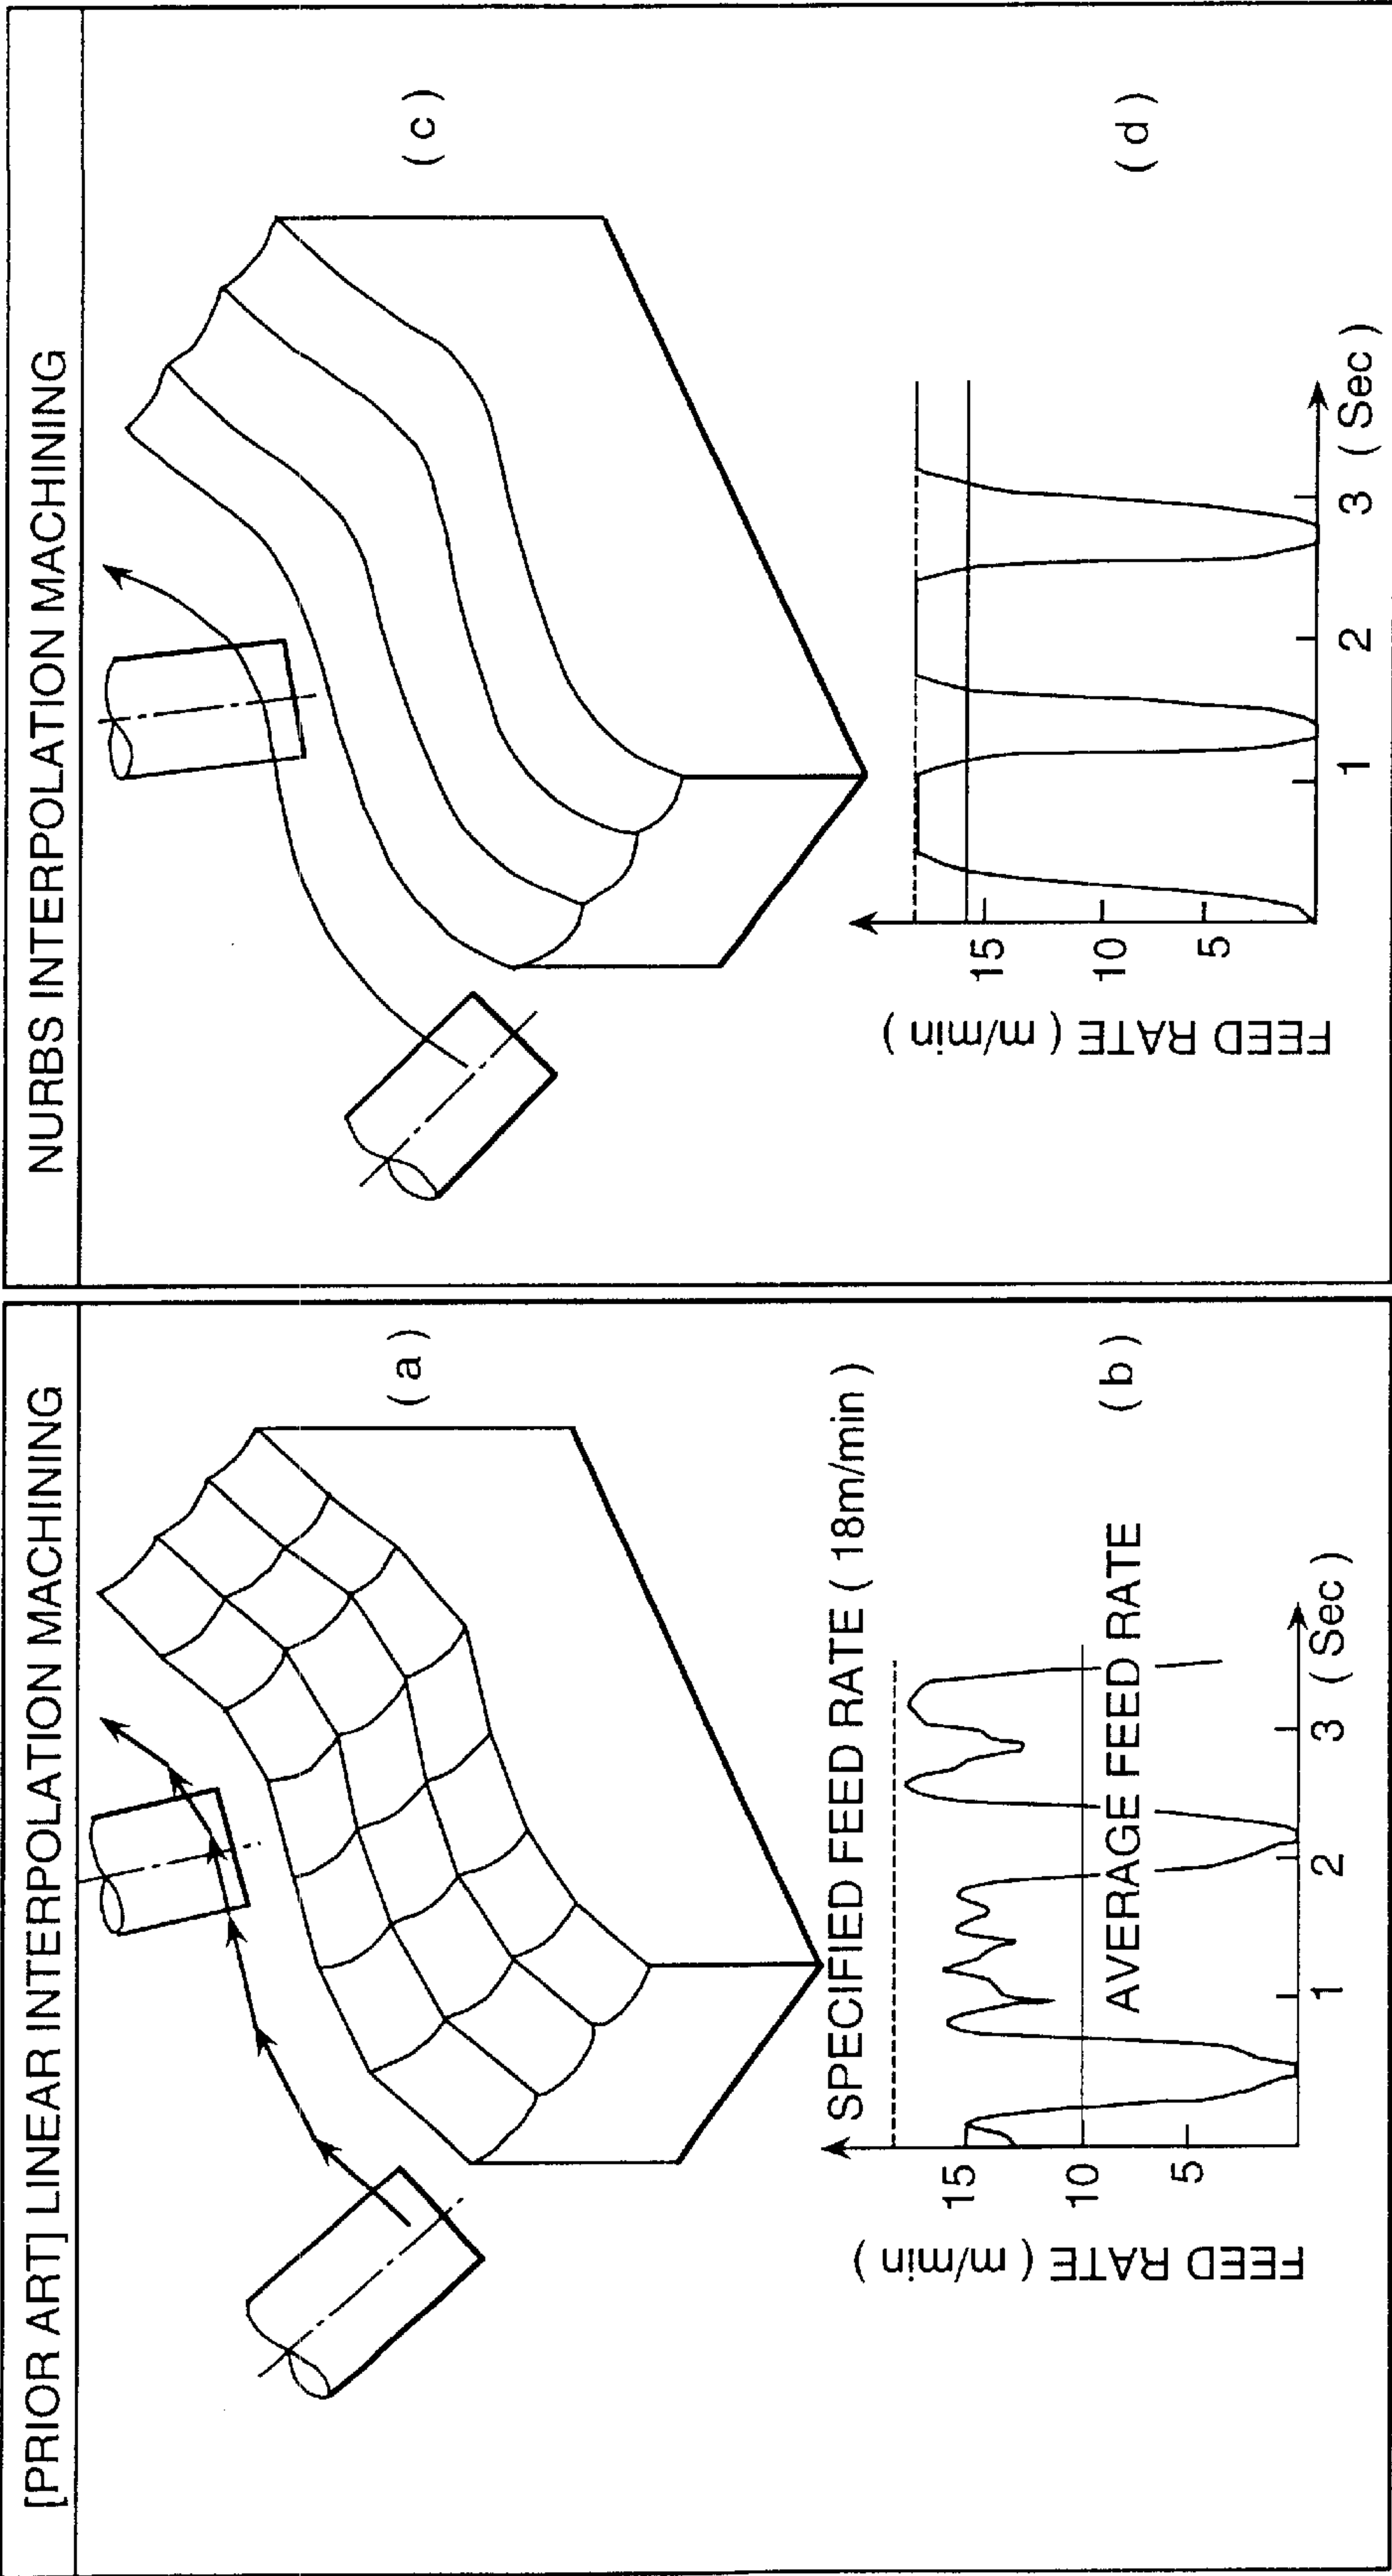 [PRIOR ART] LINEAR INTERPOLATION MACHINING
( a )
SPECIFIED FEED RATE ( 18m/min )
FEED RATE ( m/min )
15
10
5
AVERAGE FEED RATE
1
2
3
( Sec )
( b )
NURBS INTERPOLATION MACHINING
( c )
FEED RATE ( m/min )
15
10
5
1
2
3
( Sec )
( d )